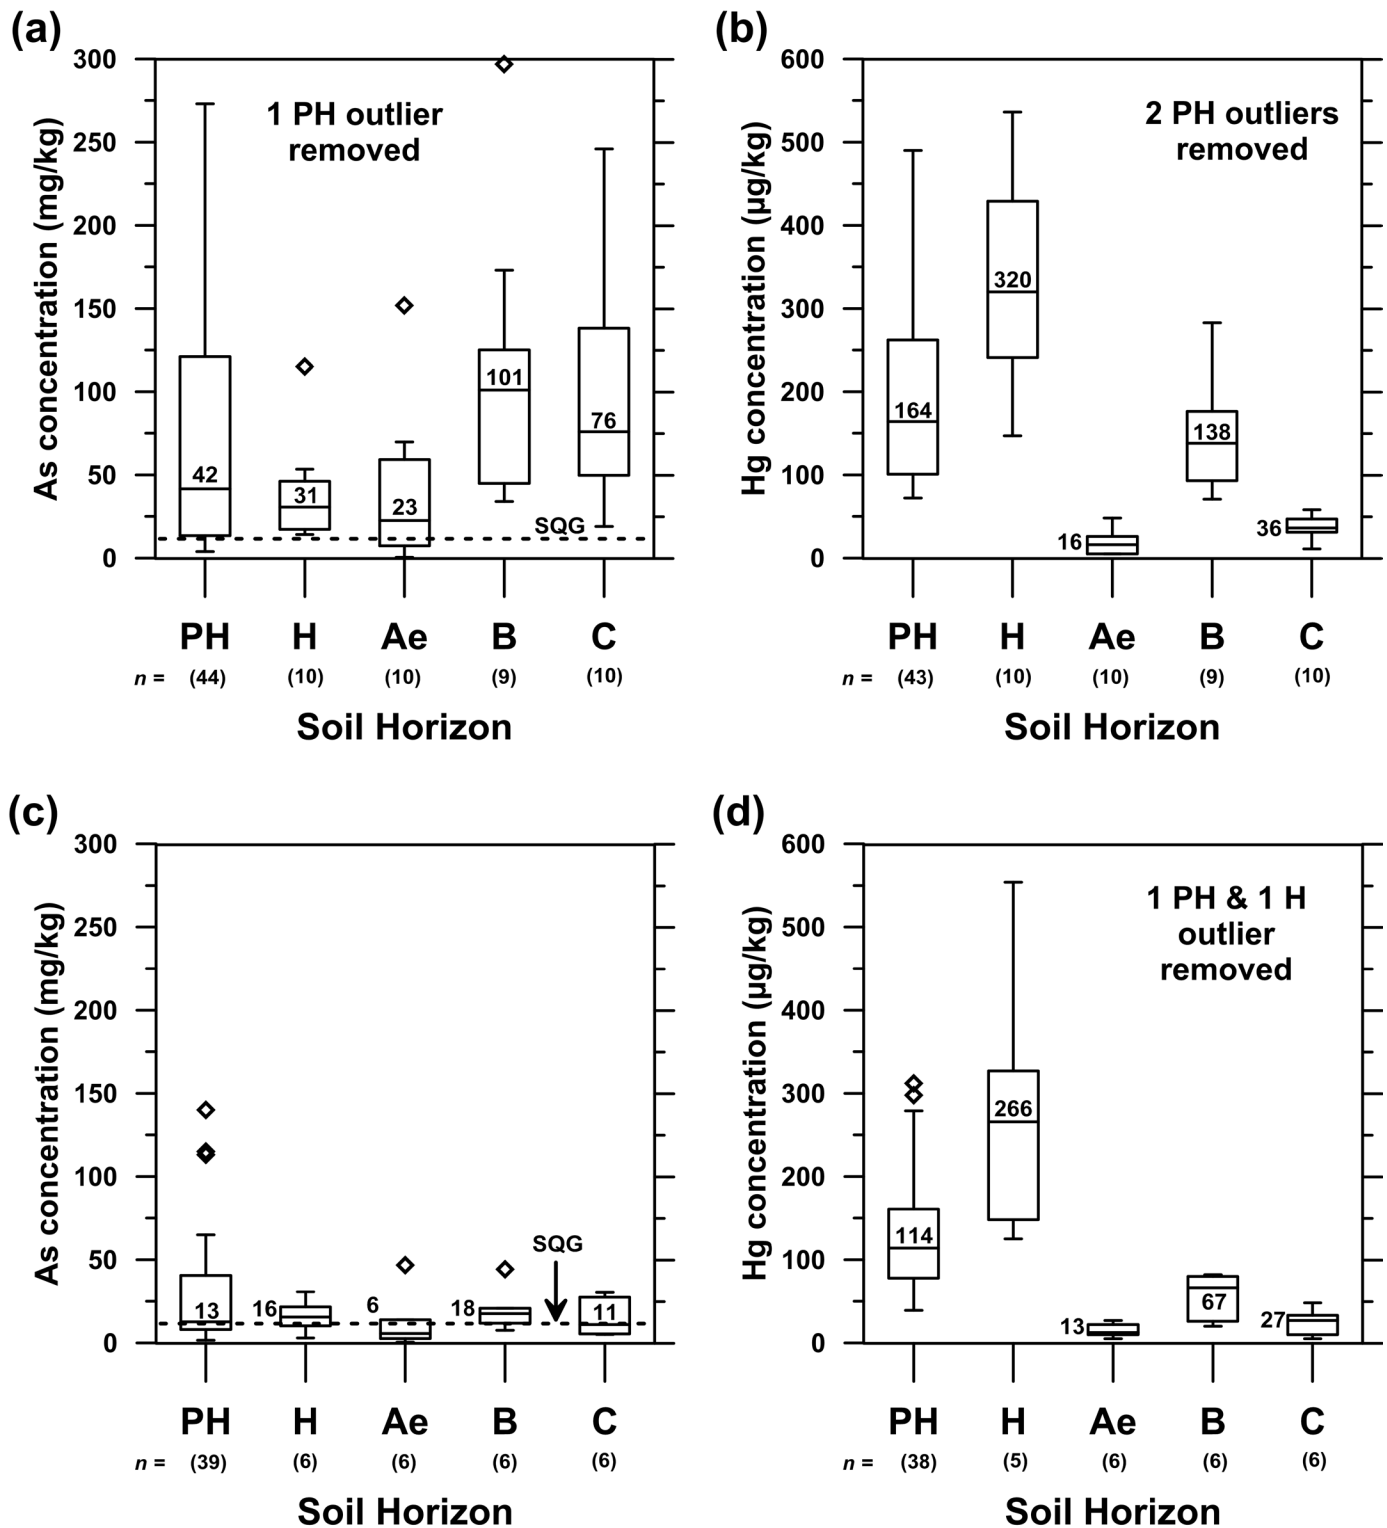 (a)
As concentration (mg/kg)
300
250
200
150
100
50
0
1 PH outlier
removed
42
31
23
101
76
SQG
PH H Ae B C
n = (44) (10) (10) (9) (10)
Soil Horizon
(b)
Hg concentration (µg/kg)
600
500
400
300
200
100
0
2 PH outliers
removed
164
320
16
138
36
PH H Ae B C
n = (43) (10) (10) (9) (10)
Soil Horizon
(c)
As concentration (mg/kg)
300
250
200
150
100
50
0
13
16
6
18
11
SQG
PH H Ae B C
n = (39) (6) (6) (6) (6)
Soil Horizon
(d)
Hg concentration (µg/kg)
600
500
400
300
200
100
0
1 PH & 1 H
outlier
removed
114
266
13
67
27
PH H Ae B C
n = (38) (5) (6) (6) (6)
Soil Horizon